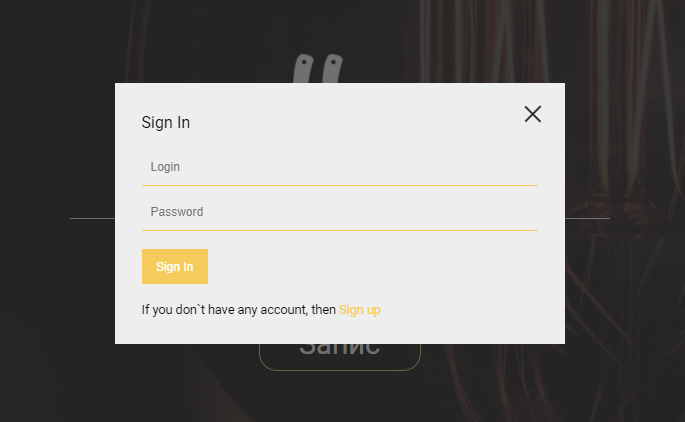 Sign In
Login
Password
Sign In
If you don`t have any account, then Sign up
Запис